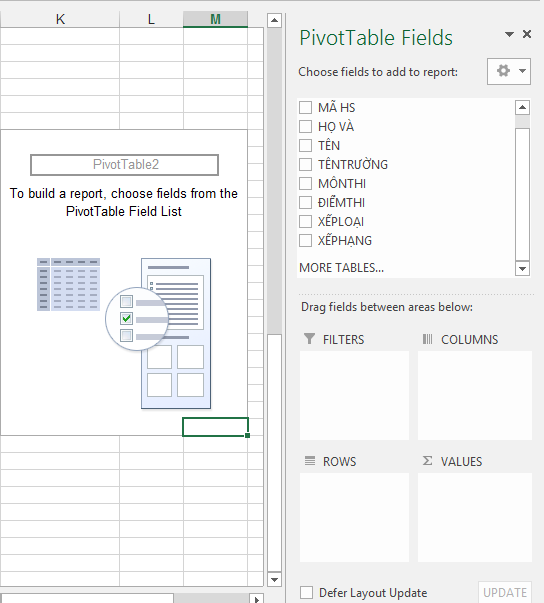 K L M
PivotTable2
To build a report, choose fields from the
PivotTable Field List
PivotTable Fields
Choose fields to add to report:
MÃ HS
HỌ VÀ
TÊN
TÊNTRƯỜNG
MÔNTHI
ĐIỂMTHI
XẾPLOẠI
XẾPHẠNG
MORE TABLES...
Drag fields between areas below:
FILTERS
COLUMNS
ROWS
VALUES
Defer Layout Update
UPDATE